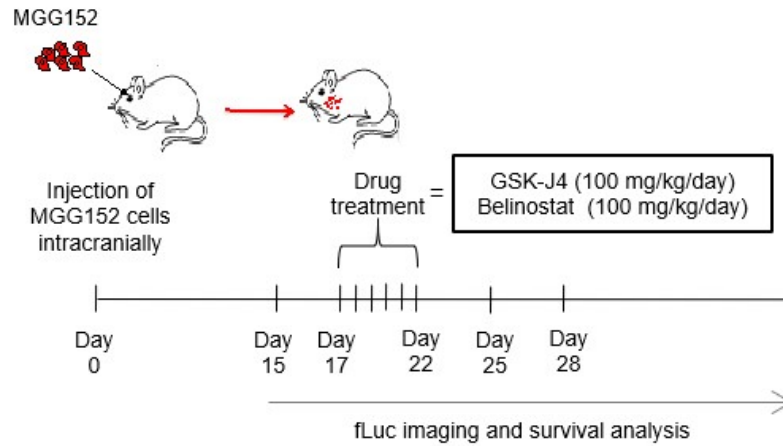 MGG152
Injection of
MGG152 cells
intracranially
Drug
treatment
=
GSK-J4 (100 mg/kg/day)
Belinostat (100 mg/kg/day)
Day
0
Day
15
Day
17
Day
22
Day
25
Day
28
fLuc imaging and survival analysis